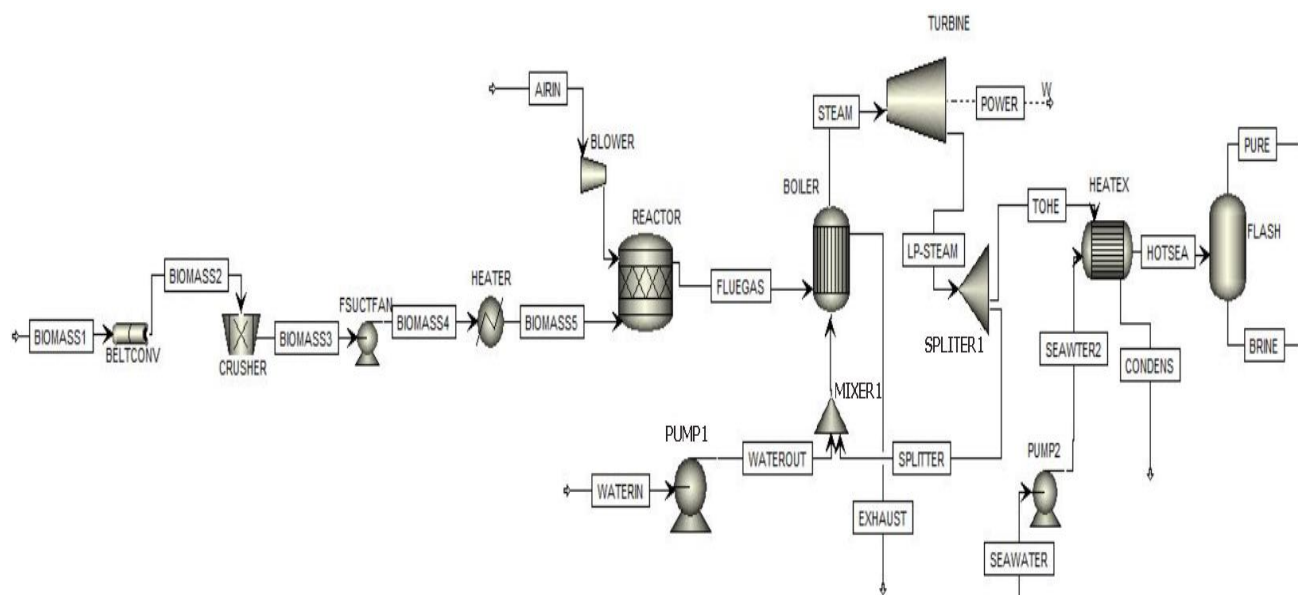 TURBINE
AIRIN
STEAM
POWER
W
BLOWER
PURE
BOILER
HEATEX
TOHE
REACTOR
FLASH
LP-STEAM
HOTSEA
BIOMASS2
HEATER
FLUEGAS
FSUCTFAN
BIOMASS4
BIOMASS5
BIOMASS1
BIOMASS3
BELTCONV
CRUSHER
SPLITER1
SEAWTER2
BRINE
CONDENS
MIXER1
PUMP1
WATEROUT
SPLITTER
PUMP2
WATERIN
EXHAUST
SEAWATER